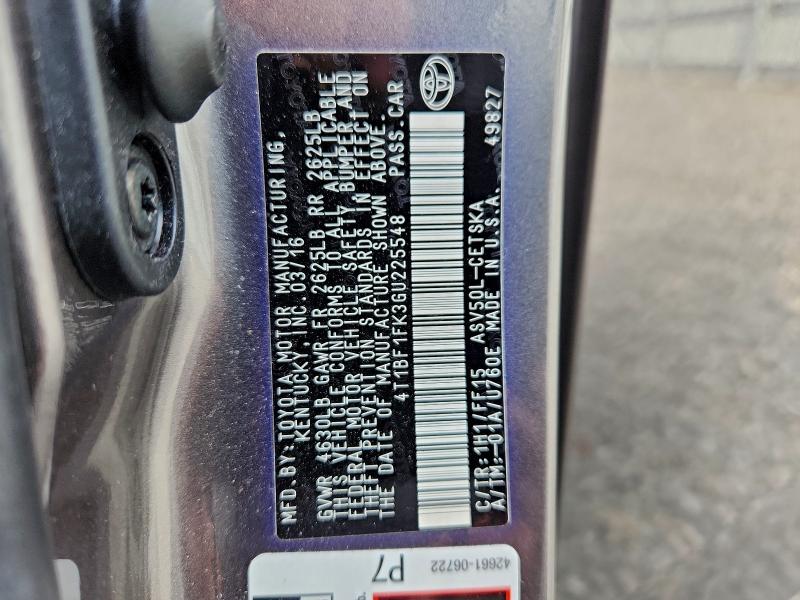 MFD.BY:TOYOTA MOTOR MANUFACTURING,
KENTUCKY INC. 03/16
GVWR 4630LB GAWR FR 2625LB RR 2625LB
THIS VEHICLE CONFORMS TO ALL APPLICABLE
FEDERAL MOTOR VEHICLE SAFETY, BUMPER AND
THEFT PREVENTION STANDARDS IN EFFECT ON
THE DATE OF MANUFACTURE SHOWN ABOVE.
4T1BF1FK3GU225548 PASS.CAR
C/TR:1H1/FF15 ASV50L-CETSKA
A/TM:-01A/U760E MADE IN U.S.A. 49827
42661-06722
P7